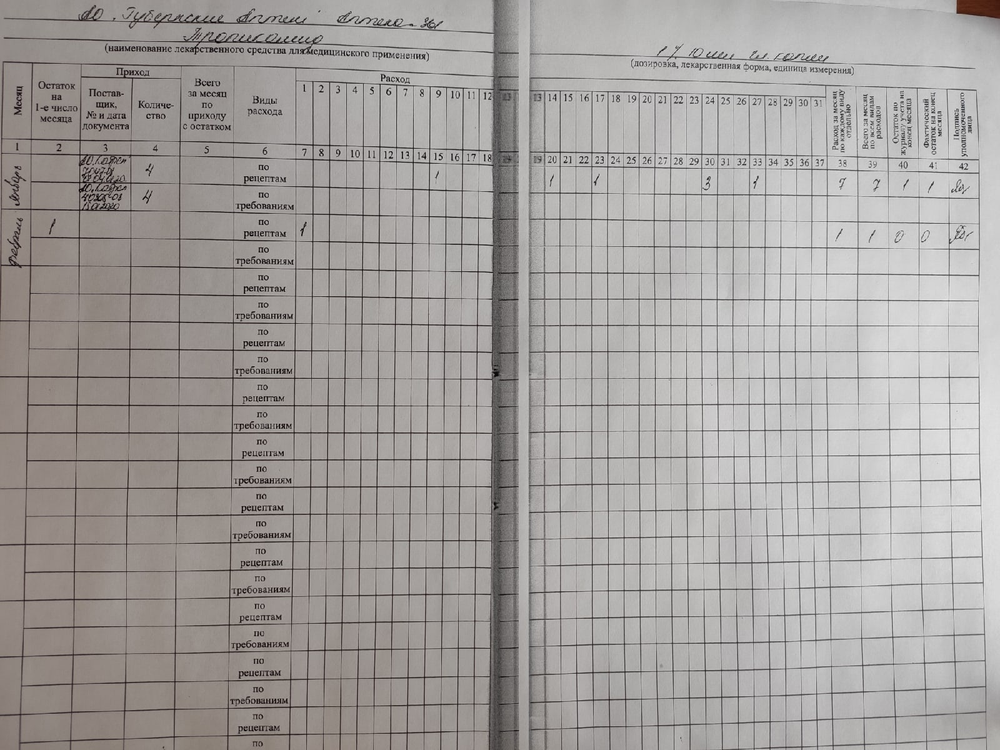 АО "Губернские Аптеки" Аптека-361
Тропикамид
(наименование лекарственного средства для медицинского применения)
1% 10 мл гл. капли
(дозировка, лекарственная форма, единица измерения)
Месяц
Остаток на 1-е число месяца
Приход
Постав-
щик,
№ и дата
документа
Количе-
ство
Всего
за месяц
по
приходу
с остатком
Виды
расхода
Расход
1 2 3 4 5 6 7 8 9 10 11 12 13
13 14 15 16 17 18 19 20 21 22 23 24 25 26 27 28 29 30 31
Расход за месяц
по каждому виду
отдельно
Всего за месяц
по всем видам
расходов
Остаток по
журналу учета на
конец месяца
Фактический
остаток на конец
месяца
Подпись
уполномоченного
лица
1 2 3 4 5 6 7 8 9 10 11 12 13 14 15 16 17 18 19
19 20 21 22 23 24 25 26 27 28 29 30 31 32 33 34 35 36 37 38 39 40 41 42
Январь
4
по
рецептам
1
1 1 3 1 7 7 1 1
15.01.2020
4
по
требованиям
февраль
1
по
рецептам
1
1 1 0 0
по
требованиям
по
рецептам
по
требованиям
по
рецептам
по
требованиям
по
рецептам
по
требованиям
по
рецептам
по
требованиям
по
рецептам
по
требованиям
по
рецептам
по
требованиям
по
рецептам
по
требованиям
по
рецептам
по
требованиям
по
рецептам
по